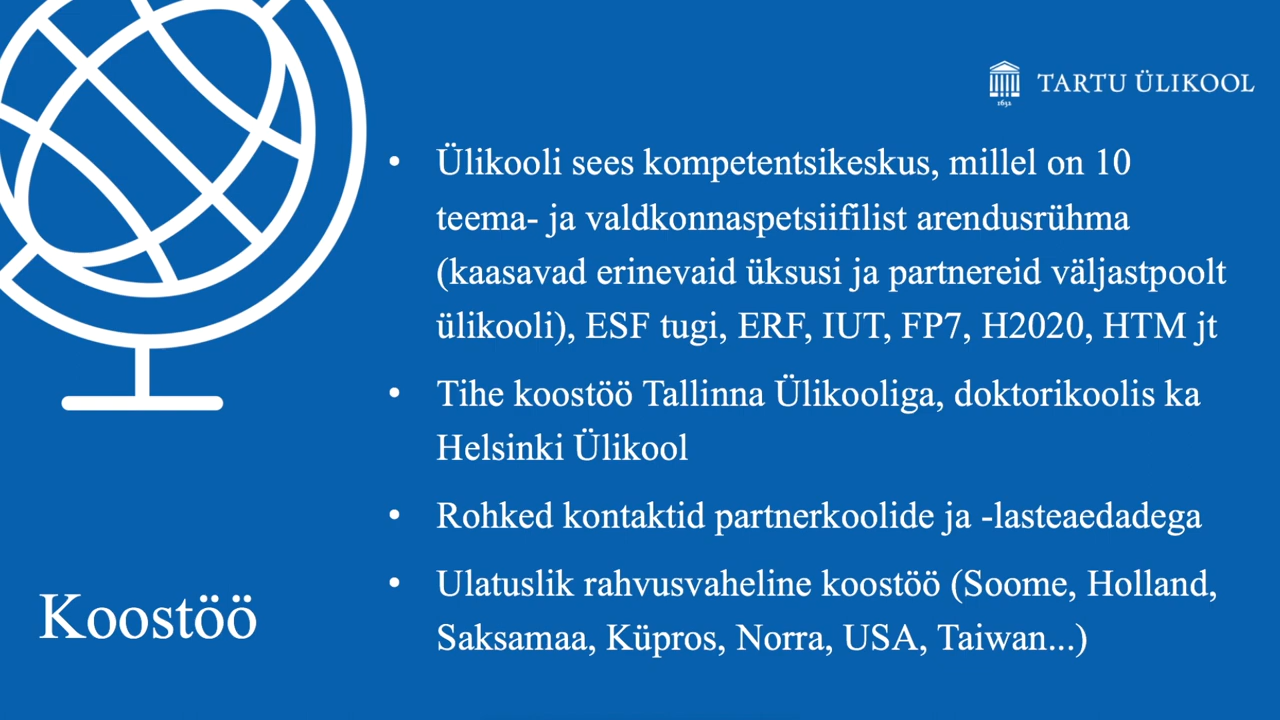 TARTU ÜLIKOOL
1632
• Ülikooli sees kompetentsikeskus, millel on 10
teema- ja valdkonnaspetsiifilist arendusrühma
(kaasavad erinevaid üksusi ja partnereid väljastpoolt
ülikooli), ESF tugi, ERF, IUT, FP7, H2020, HTM jt
• Tihe koostöö Tallinna Ülikooliga, doktorikoolis ka
Helsinki Ülikool
• Rohked kontaktid partnerkoolide ja -lasteaedadega
• Ulatuslik rahvusvaheline koostöö (Soome, Holland,
Saksamaa, Küpros, Norra, USA, Taiwan...)
Koostöö